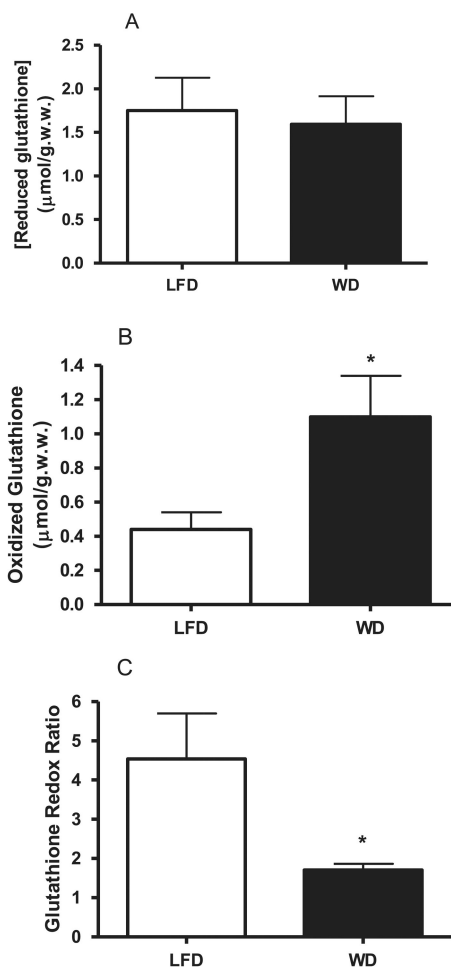 A
[Reduced glutathione]
(μmol/g.w.w.)
2.5
2.0
1.5
1.0
0.5
0.0
LFD WD
B
Oxidized Glutathione
(μmol/g.w.w.)
1.4
1.2
1.0
0.8
0.6
0.4
0.2
0.0
*
LFD WD
C
Glutathione Redox Ratio
6
5
4
3
2
1
0
*
LFD WD